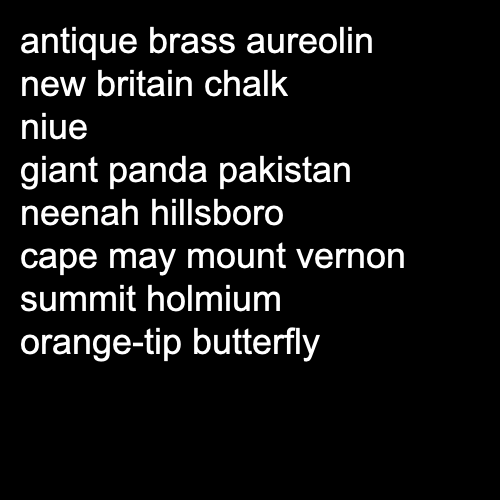 antique brass aureolin
new britain chalk
niue
giant panda pakistan
neenah hillsboro
cape may mount vernon
summit holmium
orange-tip butterfly